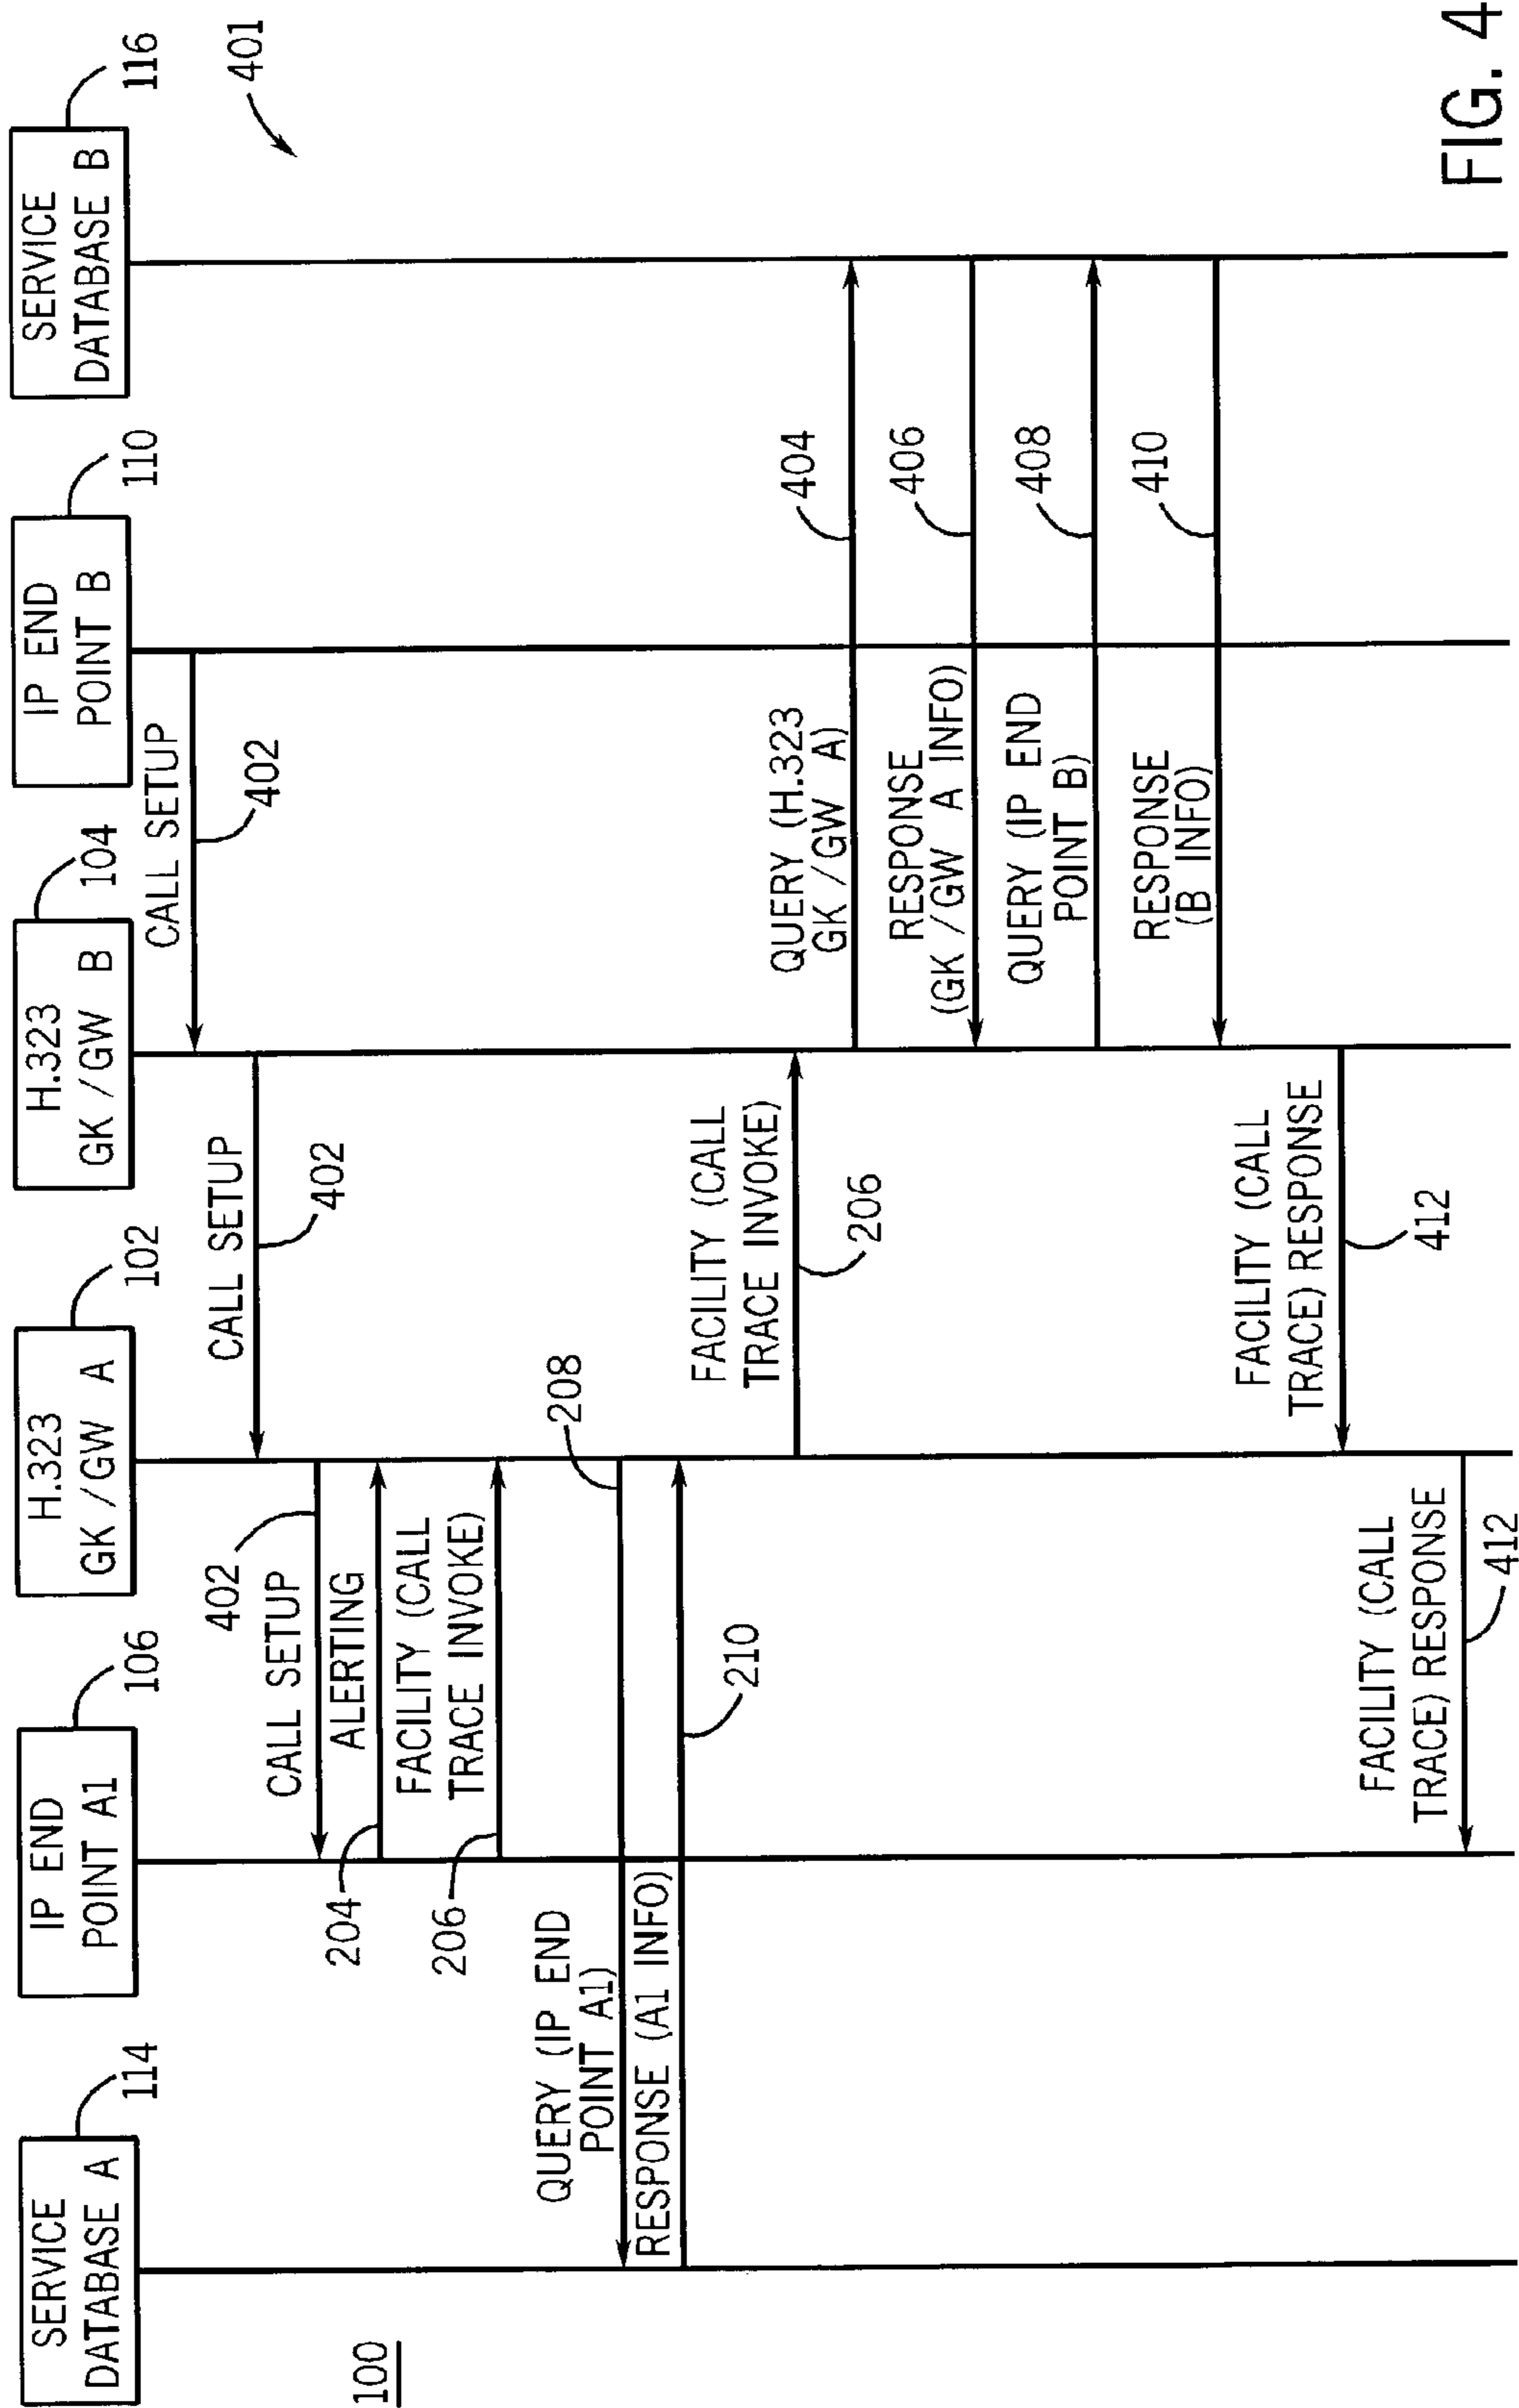 100
SERVICE
DATABASE A
114
IP END
POINT A1
106
H.323
GK / GW A
102
H.323
GK / GW B
104
IP END
POINT B
110
SERVICE
DATABASE B
116
401
CALL SETUP
402
CALL SETUP
402
CALL SETUP
402
ALERTING
204
FACILITY (CALL
TRACE INVOKE)
206
QUERY (IP END
POINT A1)
208
RESPONSE (A1 INFO)
210
FACILITY (CALL
TRACE INVOKE)
206
QUERY (H.323
GK / GW A)
404
RESPONSE
(GK / GW A INFO)
406
QUERY (IP END
POINT B)
408
RESPONSE
(B INFO)
410
FACILITY (CALL
TRACE) RESPONSE
412
FACILITY (CALL
TRACE) RESPONSE
412
FIG. 4